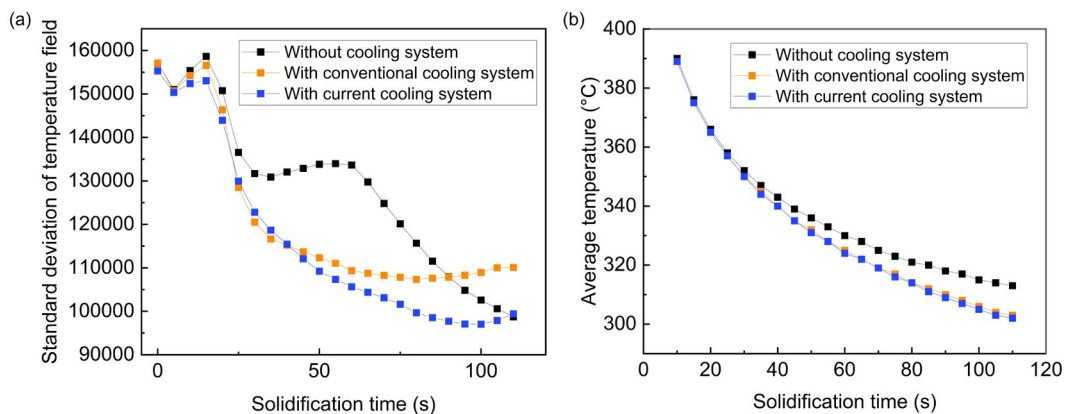 (a)
160000
150000
140000
130000
120000
110000
100000
90000
Standard deviation of temperature field
Without cooling system
With conventional cooling system
With current cooling system
0
50
100
Solidification time (s)
(b)
400
380
360
340
320
300
Average temperature (°C)
Without cooling system
With conventional cooling system
With current cooling system
0
20
40
60
80
100
120
Solidification time (s)